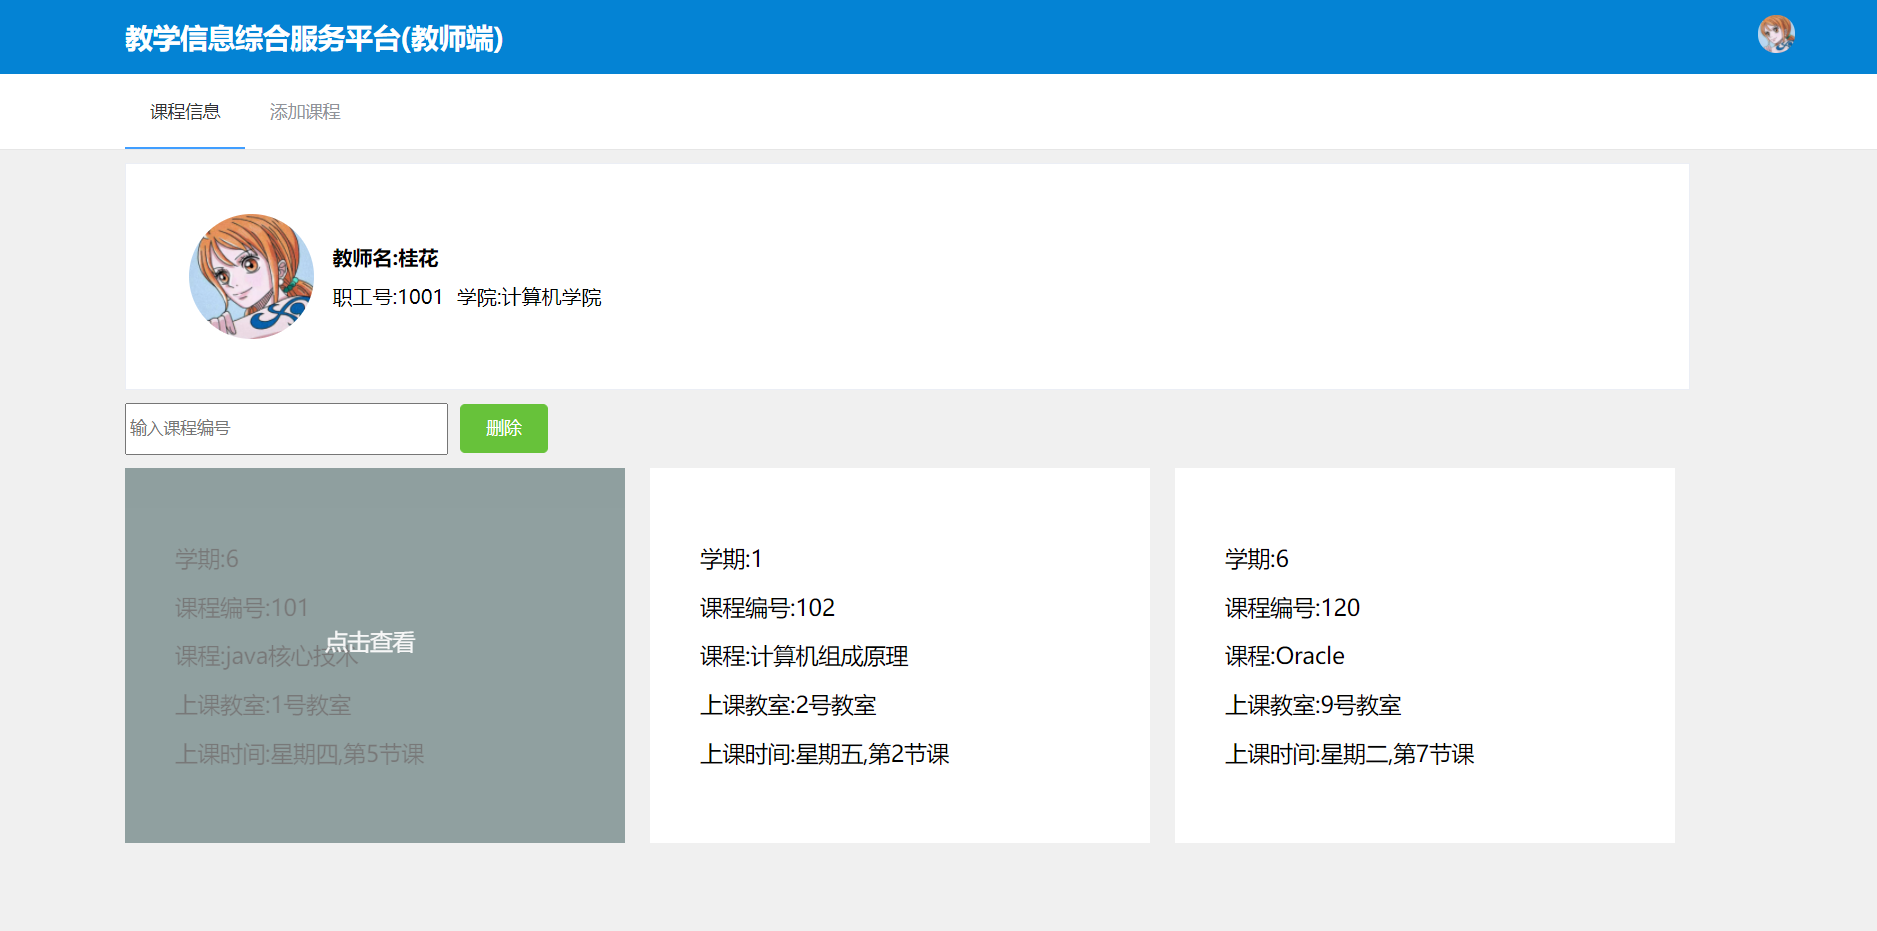 教学信息综合服务平台(教师端)
课程信息 添加课程
教师名:桂花
职工号:1001 学院:计算机学院
输入课程编号 删除
学期:6
课程编号:101
课程:java核心技术
上课教室:1号教室
上课时间:星期四,第5节课
点击查看
学期:1
课程编号:102
课程:计算机组成原理
上课教室:2号教室
上课时间:星期五,第2节课
学期:6
课程编号:120
课程:Oracle
上课教室:9号教室
上课时间:星期二,第7节课